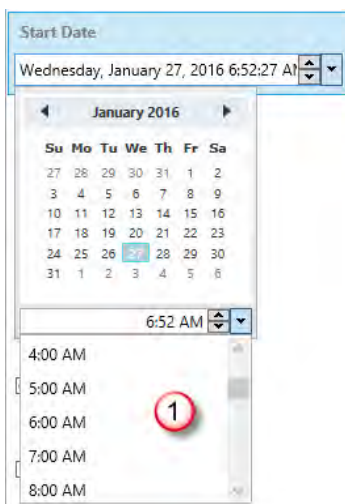 Start Date
Wednesday, January 27, 2016 6:52:27 AM
January 2016
Su Mo Tu We Th Fr Sa
27 28 29 30 31 1 2
3 4 5 6 7 8 9
10 11 12 13 14 15 16
17 18 19 20 21 22 23
24 25 26 27 28 29 30
31 1 2 3 4 5 6
6:52 AM
4:00 AM
5:00 AM
6:00 AM
1
7:00 AM
8:00 AM